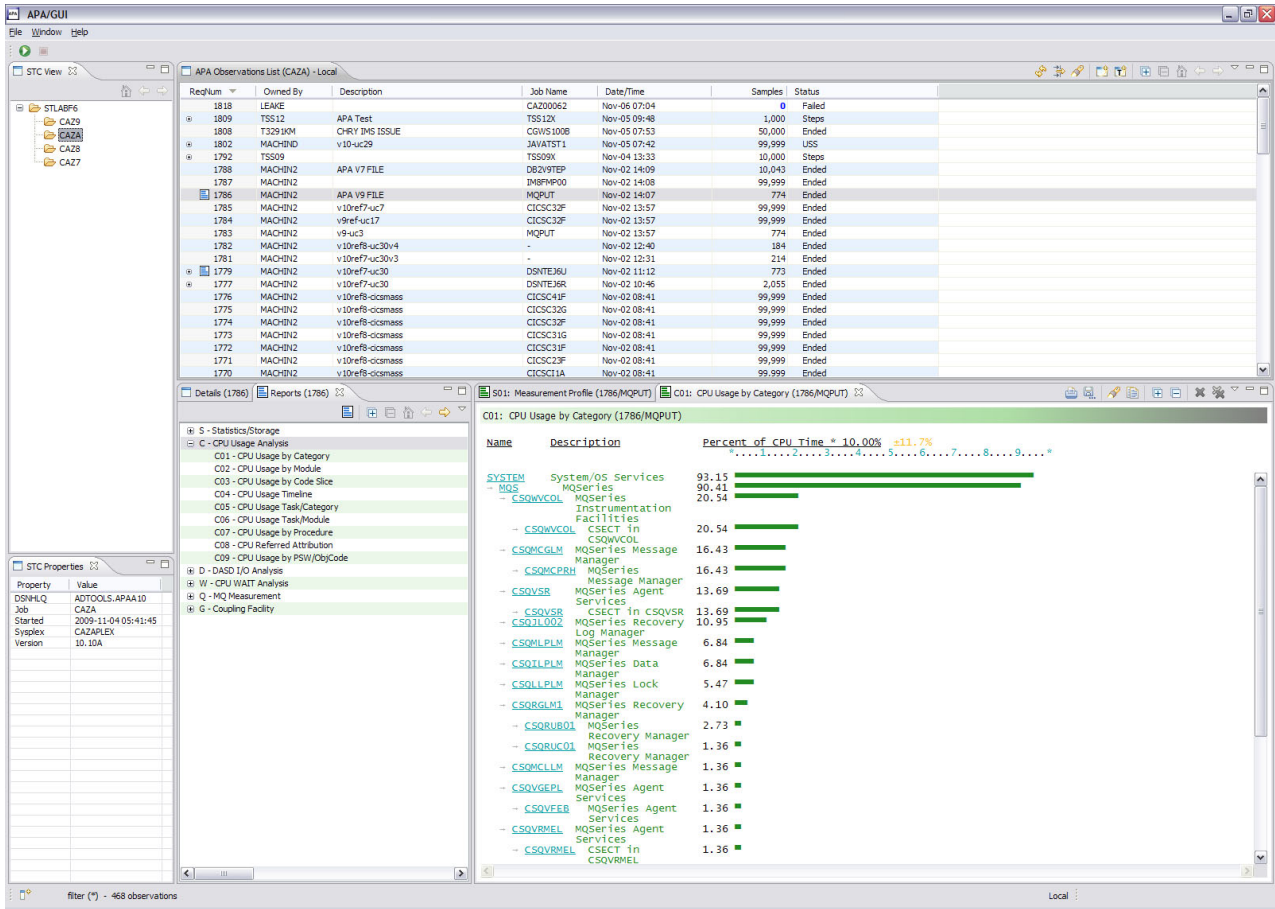 APA/GUI
File Window Help
STC View
STLABF6
CAZ9
CAZA
CAZ8
CAZ7
APA Observations List (CAZA) - Local
ReqNum Owned By Description Job Name Date/Time Samples Status
1818 LEAKE CAZ00062 Nov-06 07:04 0 Failed
1809 TSS12 APA Test TSS12X Nov-05 09:48 1,000 Steps
1808 T3291KM CHRY IMS ISSUE CGWS100B Nov-05 07:53 50,000 Ended
1802 MACHIND v10-uc29 JAVATST1 Nov-05 07:42 99,999 USS
1792 TSS09 TSS09X Nov-04 13:33 10,000 Steps
1788 MACHIN2 APA V7 FILE DB2V9TEP Nov-02 14:09 10,043 Ended
1787 MACHIN2 IM8FMP00 Nov-02 14:08 99,999 Ended
1786 MACHIN2 APA V9 FILE MQPUT Nov-02 14:07 774 Ended
1785 MACHIN2 v10ref7-uc7 CICSC32F Nov-02 13:57 99,999 Ended
1784 MACHIN2 v9ref-uc17 CICSC32F Nov-02 13:57 99,999 Ended
1783 MACHIN2 v9-uc3 MQPUT Nov-02 13:57 774 Ended
1782 MACHIN2 v10ref8-uc30v4 - Nov-02 12:40 184 Ended
1781 MACHIN2 v10ref7-uc30v3 - Nov-02 12:31 214 Ended
1779 MACHIN2 v10ref7-uc30 DSNTEJ6U Nov-02 11:12 773 Ended
1777 MACHIN2 v10ref7-uc30 DSNTEJ6R Nov-02 10:46 2,055 Ended
1776 MACHIN2 v10ref8-cicsmass CICSC41F Nov-02 08:41 99,999 Ended
1775 MACHIN2 v10ref8-cicsmass CICSC32G Nov-02 08:41 99,999 Ended
1774 MACHIN2 v10ref8-cicsmass CICSC32F Nov-02 08:41 99,999 Ended
1773 MACHIN2 v10ref8-cicsmass CICSC31G Nov-02 08:41 99,999 Ended
1772 MACHIN2 v10ref8-cicsmass CICSC31F Nov-02 08:41 99,999 Ended
1771 MACHIN2 v10ref8-cicsmass CICSC23F Nov-02 08:41 99,999 Ended
1770 MACHIN2 v10ref8-cicsmass CICSCI1A Nov-02 08:41 99,999 Ended
STC Properties
Property Value
DSNHLQ ADTOOLS.APAA10
Job CAZA
Started 2009-11-04 05:41:45
Sysplex CAZAPLEX
Version 10.10A
Details (1786) Reports (1786)
S - Statistics/Storage
C - CPU Usage Analysis
C01 - CPU Usage by Category
C02 - CPU Usage by Module
C03 - CPU Usage by Code Slice
C04 - CPU Usage Timeline
C05 - CPU Usage Task/Category
C06 - CPU Usage Task/Module
C07 - CPU Usage by Procedure
C08 - CPU Referred Attribution
C09 - CPU Usage by PSW/ObjCode
D - DASD I/O Analysis
W - CPU WAIT Analysis
Q - MQ Measurement
G - Coupling Facility
S01: Measurement Profile (1786/MQPUT) C01: CPU Usage by Category (1786/MQPUT)
C01: CPU Usage by Category (1786/MQPUT)
Name Description Percent of CPU Time * 10.00% ±11.7%
*....1....2....3....4....5....6....7....8....9....*
SYSTEM System/OS Services 93.15
→ MQS MQSeries 90.41
→ CSQWVCOL MQSeries 20.54
Instrumentation
Facilities
→ CSQWVCOL CSECT in 20.54
CSQWVCOL
→ CSQMCGLM MQSeries Message 16.43
Manager
→ CSQMCPRH MQSeries 16.43
Message Manager
→ CSQVSR MQSeries Agent 13.69
Services
→ CSQVSR CSECT in CSQVSR 13.69
→ CSQJL002 MQSeries Recovery 10.95
Log Manager
→ CSQMLPLM MQSeries Message 6.84
Manager
→ CSQILPLM MQSeries Data 6.84
Manager
→ CSQLLPLM MQSeries Lock 5.47
Manager
→ CSQRGLM1 MQSeries Recovery 4.10
Manager
→ CSQRUB01 MQSeries 2.73
Recovery Manager
→ CSQRUC01 MQSeries 1.36
Recovery Manager
→ CSQMCLLM MQSeries Message 1.36
Manager
→ CSQVGEPL MQSeries Agent 1.36
Services
→ CSQVFEB MQSeries Agent 1.36
Services
→ CSQVRMEL MQSeries Agent 1.36
Services
→ CSQVRMEL CSECT in 1.36
CSQVRMEL
filter (*) - 468 observations
Local